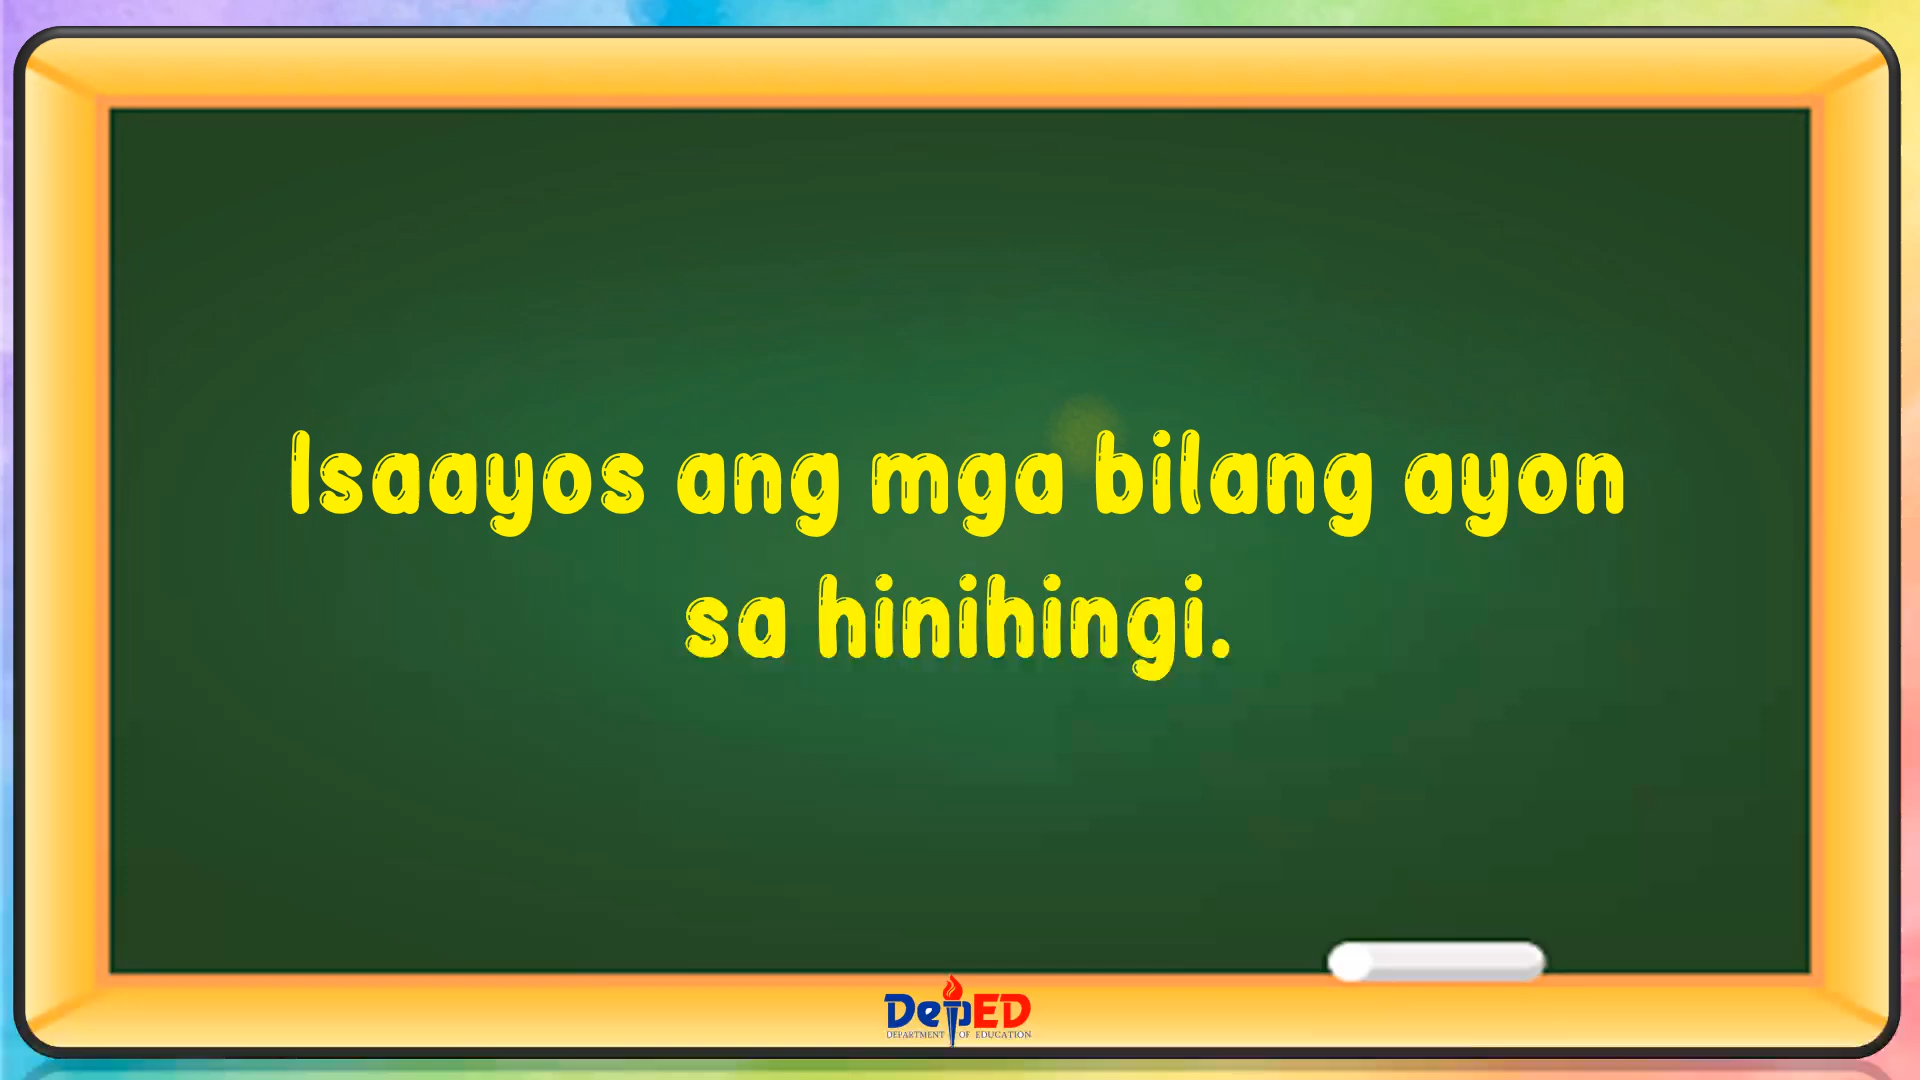 Isaayos ang mga bilang ayon
sa hinihingi.
DepED
DEPARTMENT OF EDUCATION